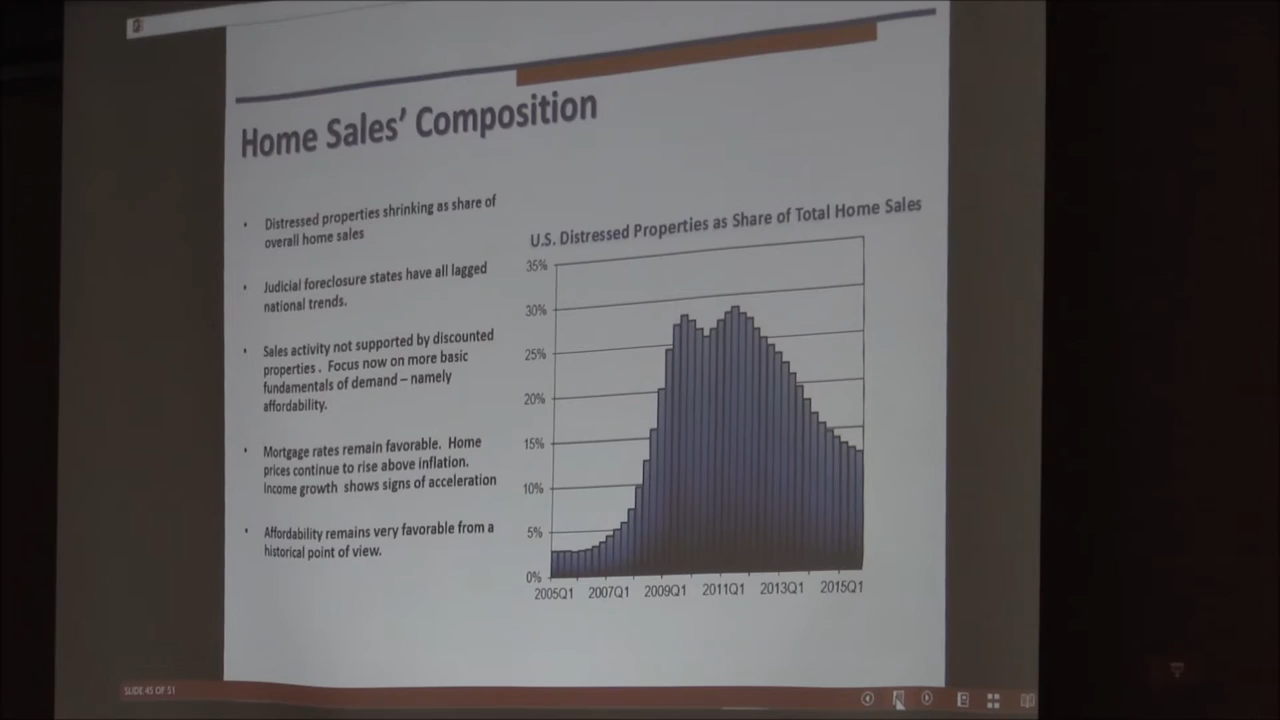 Home Sales' Composition
• Distressed properties shrinking as share of
overall home sales
• Judicial foreclosure states have all lagged
national trends.
• Sales activity not supported by discounted
properties . Focus now on more basic
fundamentals of demand – namely
affordability.
• Mortgage rates remain favorable. Home
prices continue to rise above inflation.
Income growth shows signs of acceleration
• Affordability remains very favorable from a
historical point of view.
U.S. Distressed Properties as Share of Total Home Sales
35%
30%
25%
20%
15%
10%
5%
0%
2005Q1 2007Q1 2009Q1 2011Q1 2013Q1 2015Q1
SLIDE 45 OF 51